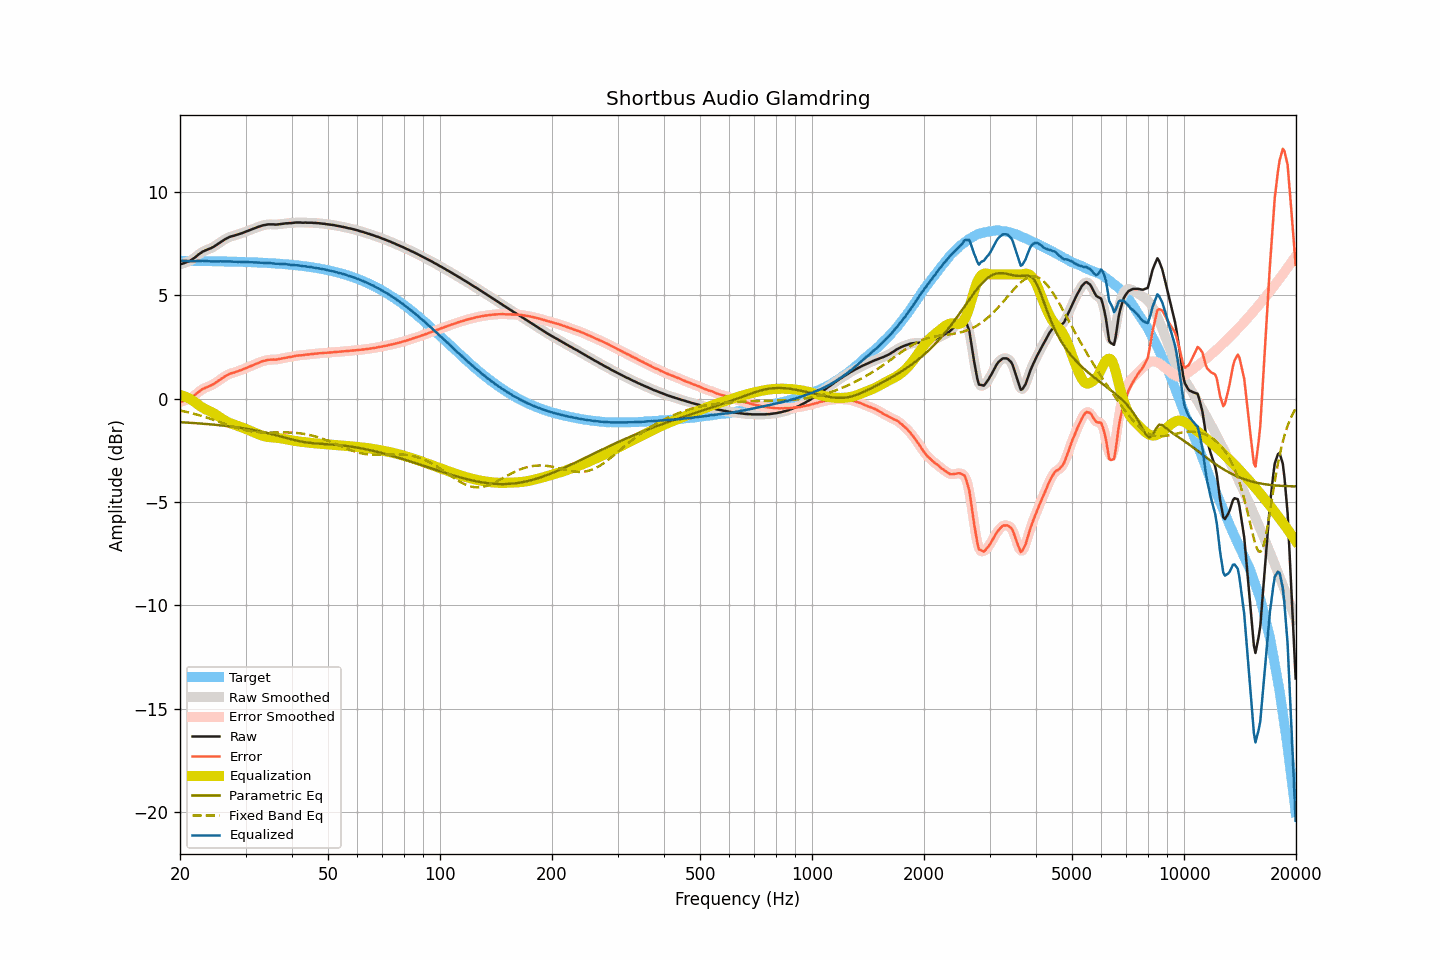 Shortbus Audio Glamdring
Amplitude (dBr)
10
5
0
−5
−10
−15
−20
Target
Raw Smoothed
Error Smoothed
Raw
Error
Equalization
Parametric Eq
Fixed Band Eq
Equalized
20 50 100 200 500 1000 2000 5000 10000 20000
Frequency (Hz)